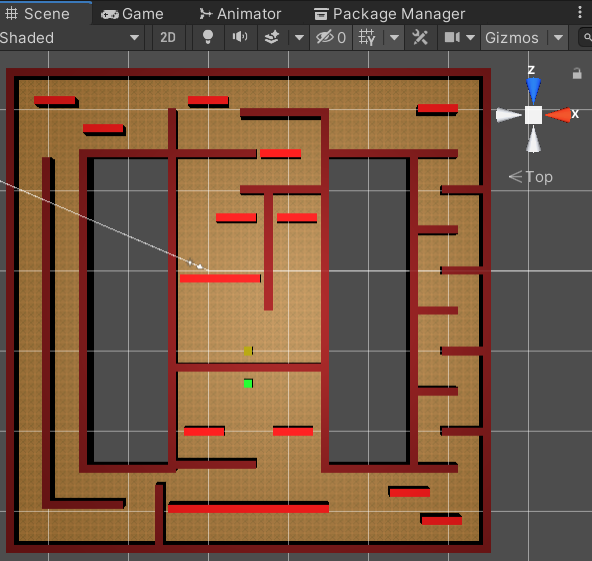 Scene Game Animator Package Manager
Shaded 2D 0 Gizmos
z
x
Top